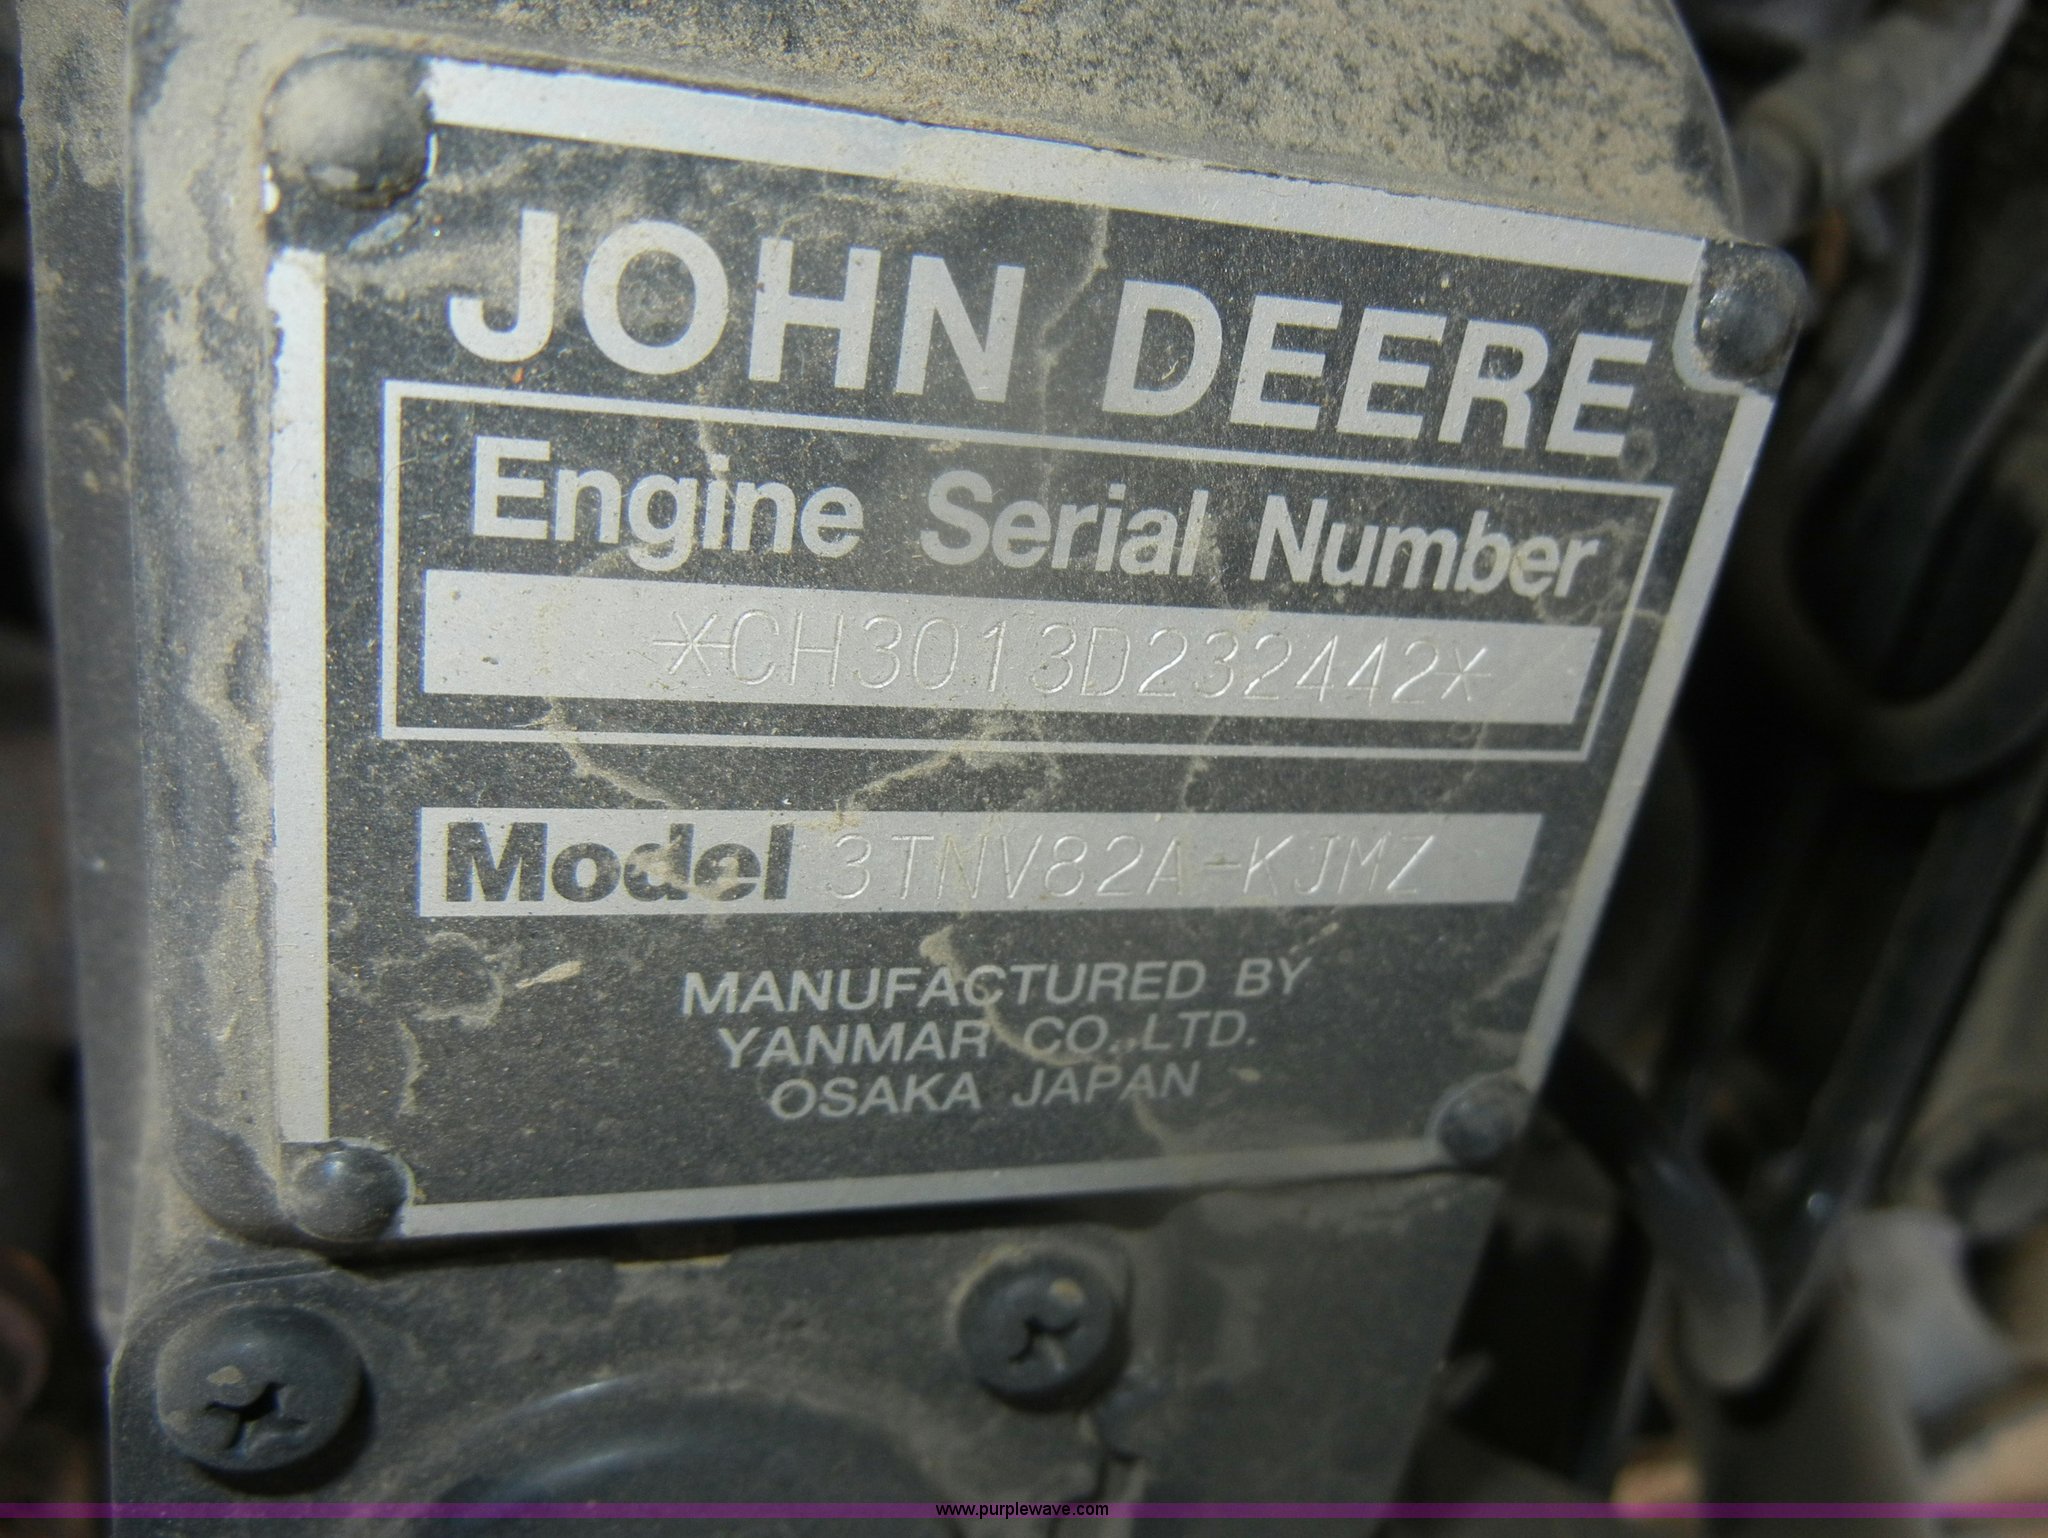 JOHN DEERE
Engine Serial Number
*CH3013D232442*
Model 3TNV82A-KJMZ
MANUFACTURED BY
YANMAR CO.,LTD.
OSAKA JAPAN
www.purplewave.com